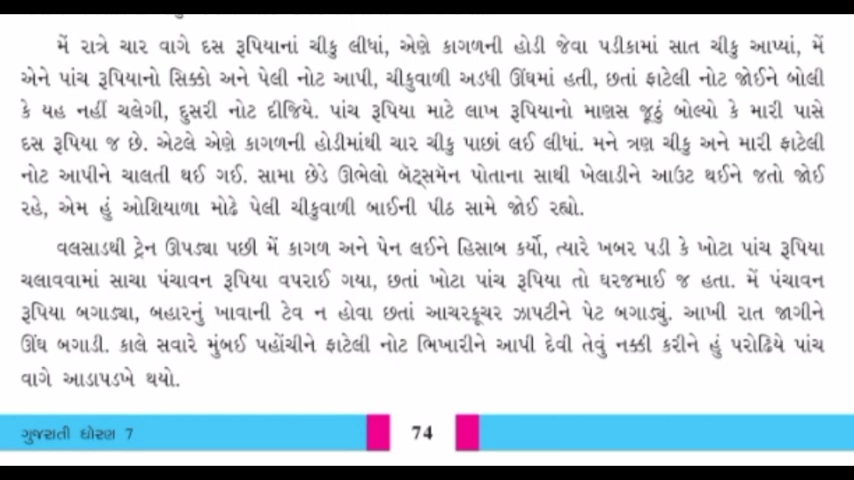 મેં રાત્રે ચાર વાગે દસ રૂપિયાનાં ચીકુ લીધાં, એણે કાગળની હોડી જેવા પડીકામાં સાત ચીકુ આપ્યાં, મેં
એને પાંચ રૂપિયાનો સિક્કો અને પેલી નોટ આપી, ચીકુવાળી અડધી ઊંઘમાં હતી, છતાં ફાટેલી નોટ જોઈને બોલી
કે યહ નહીં ચલેગી, દુસરી નોટ દીજિયે. પાંચ રૂપિયા માટે લાખ રૂપિયાનો માણસ જૂઠું બોલ્યો કે મારી પાસે
દસ રૂપિયા જ છે. એટલે એણે કાગળની હોડીમાંથી ચાર ચીકુ પાછાં લઈ લીધાં. મને ત્રણ ચીકુ અને મારી ફાટેલી
નોટ આપીને ચાલતી થઈ ગઈ. સામા છેડે ઊભેલો બૅટ્સમૅન પોતાના સાથી ખેલાડીને આઉટ થઈને જતો જોઈ
રહે, એમ હું ઓશિયાળા મોઢે પેલી ચીકુવાળી બાઈની પીઠ સામે જોઈ રહ્યો.
વલસાડથી ટ્રેન ઊપડ્યા પછી મેં કાગળ અને પેન લઈને હિસાબ કર્યો, ત્યારે ખબર પડી કે ખોટા પાંચ રૂપિયા
ચલાવવામાં સાચા પંચાવન રૂપિયા વપરાઈ ગયા, છતાં ખોટા પાંચ રૂપિયા તો ઘરજમાઈ જ હતા. મેં પંચાવન
રૂપિયા બગાડ્યા, બહારનું ખાવાની ટેવ ન હોવા છતાં આચરકૂચર ઝાપટીને પેટ બગાડ્યું. આખી રાત જાગીને
ઊંઘ બગાડી. કાલે સવારે મુંબઈ પહોંચીને ફાટેલી નોટ ભિખારીને આપી દેવી તેવું નક્કી કરીને હું પરોઢિયે પાંચ
વાગે આડાપડખે થયો.
ગુજરાતી ધોરણ 7
74